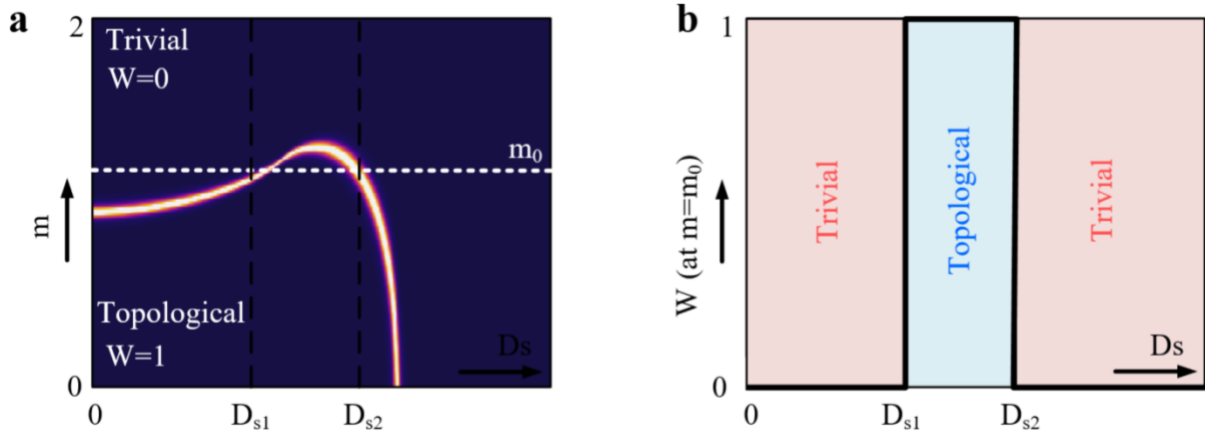 a
2
Trivial
W=0
m₀
m
Topological
W=1
Ds
0
0
Dₛ₁
Dₛ₂
b
1
W (at m=m₀)
Trivial
Topological
Trivial
Ds
0
0
Dₛ₁
Dₛ₂